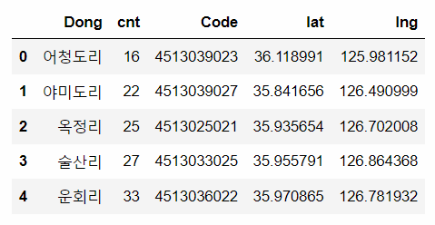 Dong cnt Code lat lng
0 어청도리 16 4513039023 36.118991 125.981152
1 야미도리 22 4513039027 35.841656 126.490999
2 옥정리 25 4513025021 35.935654 126.702008
3 술산리 27 4513033025 35.955791 126.864368
4 운회리 33 4513036022 35.970865 126.781932